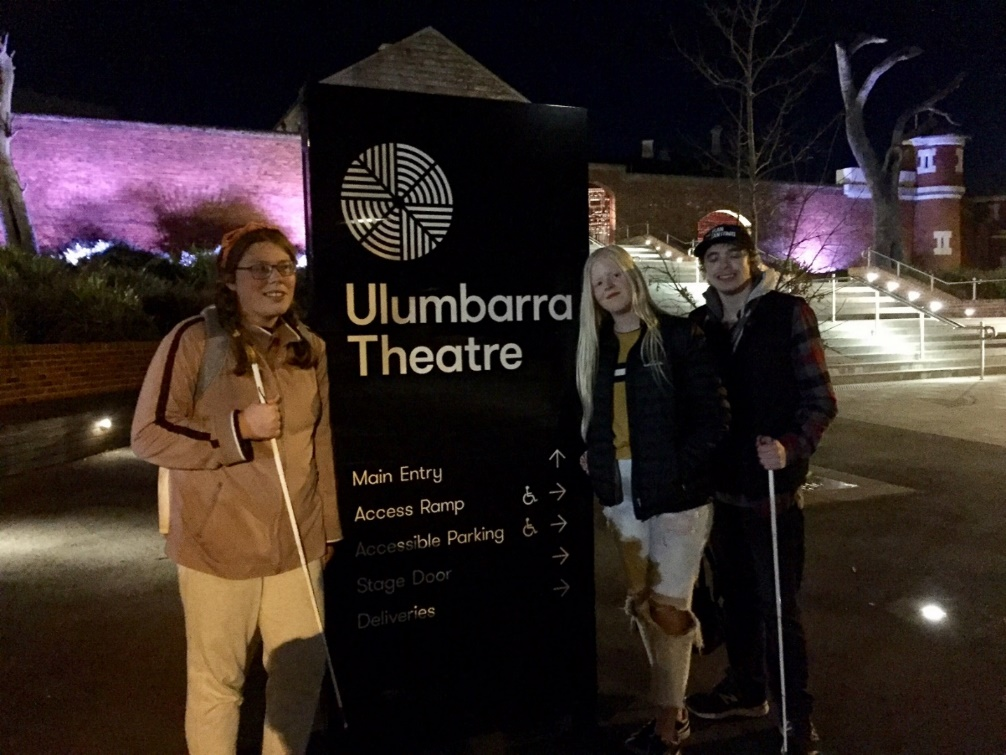 Ulumbarra
Theatre
Main Entry
Access Ramp
Accessible Parking
Stage Door
Deliveries